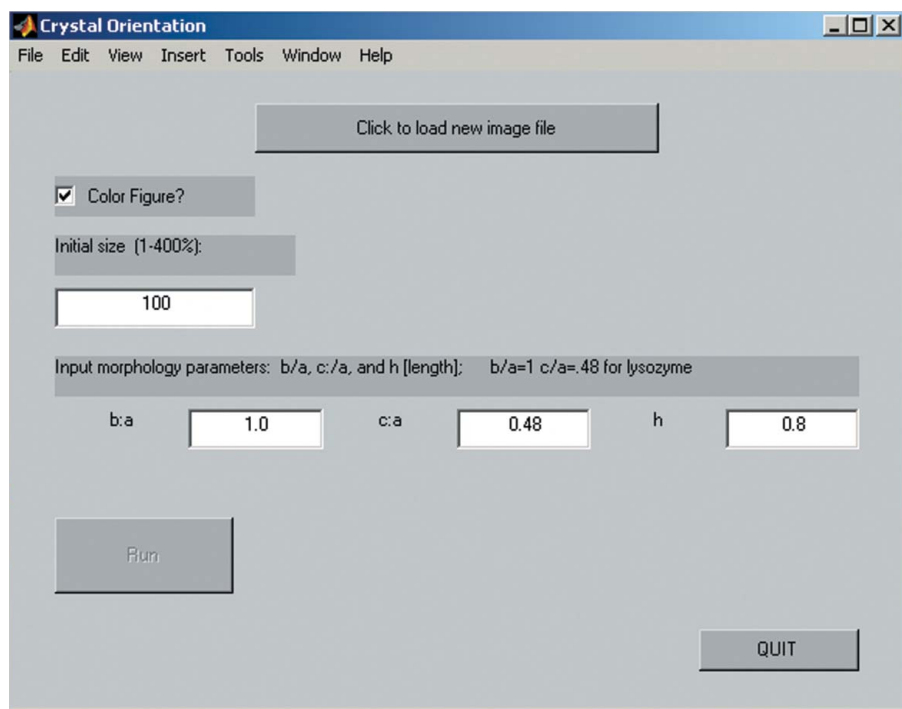 Crystal Orientation
File Edit View Insert Tools Window Help
Click to load new image file
Color Figure?
Initial size (1-400%):
100
Input morphology parameters: b/a, c:/a, and h [length]; b/a=1 c/a=.48 for lysozyme
b:a 1.0 c:a 0.48 h 0.8
Run
QUIT